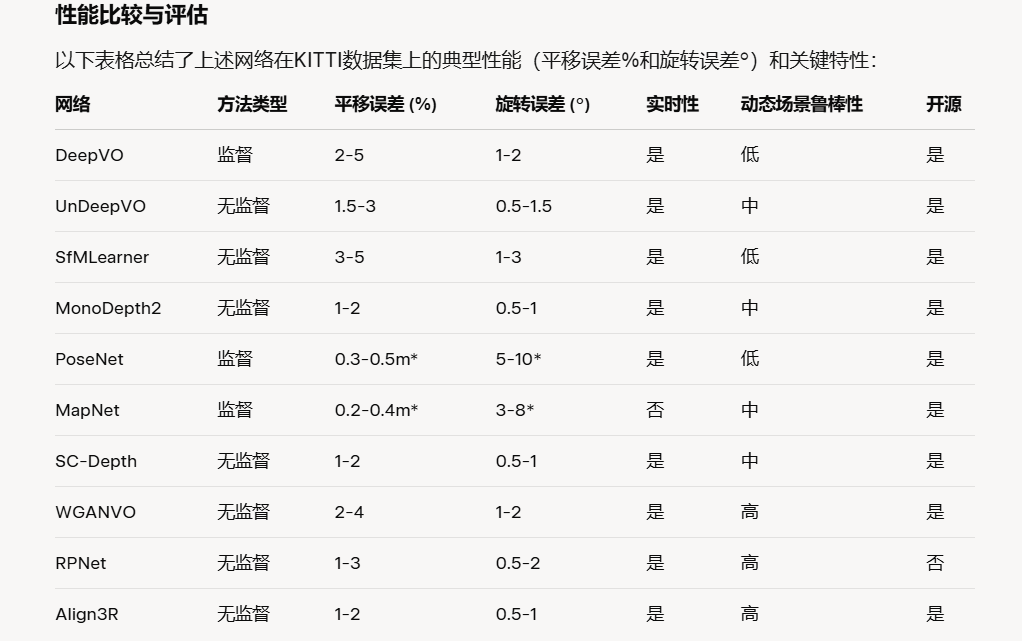 性能比较与评估
以下表格总结了上述网络在KITTI数据集上的典型性能（平移误差%和旋转误差°）和关键特性：
网络 方法类型 平移误差 (%) 旋转误差 (°) 实时性 动态场景鲁棒性 开源
DeepVO 监督 2-5 1-2 是 低 是
UnDeepVO 无监督 1.5-3 0.5-1.5 是 中 是
SfMLearner 无监督 3-5 1-3 是 低 是
MonoDepth2 无监督 1-2 0.5-1 是 中 是
PoseNet 监督 0.3-0.5m* 5-10* 是 低 是
MapNet 监督 0.2-0.4m* 3-8* 否 中 是
SC-Depth 无监督 1-2 0.5-1 是 中 是
WGANVO 无监督 2-4 1-2 是 高 是
RPNet 无监督 1-3 0.5-2 是 高 否
Align3R 无监督 1-2 0.5-1 是 高 是